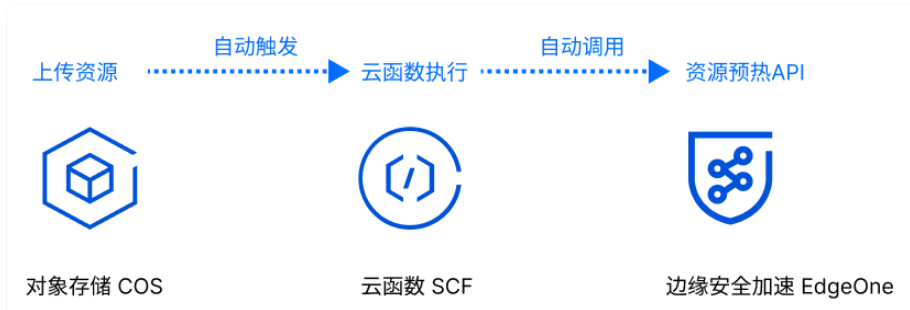 自动触发
自动调用
上传资源
云函数执行
资源预热API
对象存储 COS
云函数 SCF
边缘安全加速 EdgeOne